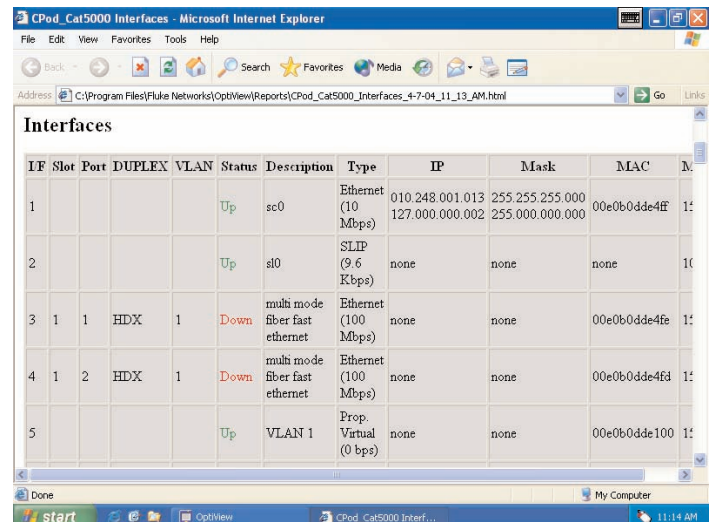 CPod_Cat5000 Interfaces - Microsoft Internet Explorer
File Edit View Favorites Tools Help
Back Search Favorites Media
Address C:\Program Files\Fluke Networks\OptiView\Reports\CPod_Cat5000_Interfaces_4-7-04_11_13_AM.html Go Links
Interfaces
I/F Slot Port DUPLEX VLAN Status Description Type IP Mask MAC M
1 Up sc0 Ethernet (10 Mbps) 010.248.001.013 127.000.000.002 255.255.255.000 255.000.000.000 00e0b0dde4ff 15
2 Up sl0 SLIP (9.6 Kbps) none none none 10
3 1 1 HDX 1 Down multi mode fiber fast ethernet Ethernet (100 Mbps) none none 00e0b0dde4fe 15
4 1 2 HDX 1 Down multi mode fiber fast ethernet Ethernet (100 Mbps) none none 00e0b0dde4fd 15
5 Up VLAN 1 Prop. Virtual (0 bps) none none 00e0b0dde100 15
Done My Computer
start OptiView CPod_Cat5000 Interf... 11:14 AM